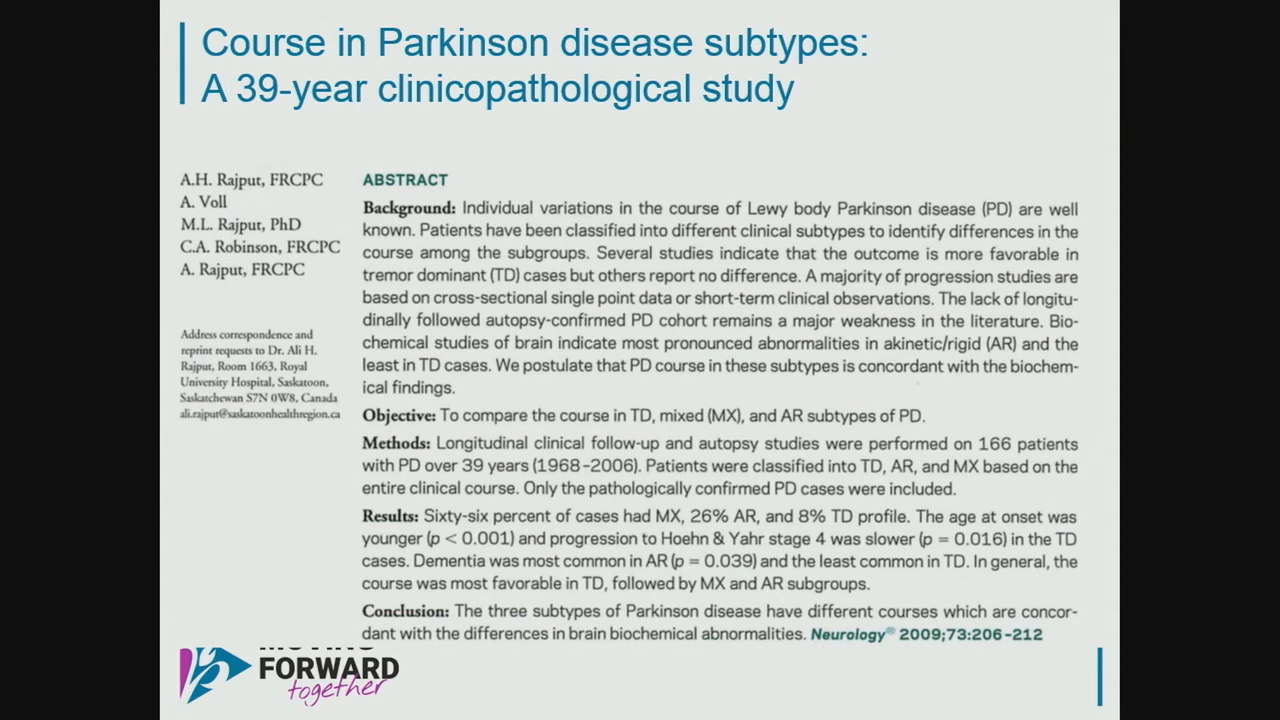 Course in Parkinson disease subtypes:
A 39-year clinicopathological study
A.H. Rajput, FRCPC
A. Voll
M.L. Rajput, PhD
C.A. Robinson, FRCPC
A. Rajput, FRCPC
Address correspondence and
reprint requests to Dr. Ali H.
Rajput, Room 1663, Royal
University Hospital, Saskatoon,
Saskatchewan S7N 0W8, Canada
ali.rajput@saskatoonhealthregion.ca
ABSTRACT
Background: Individual variations in the course of Lewy body Parkinson disease (PD) are well
known. Patients have been classified into different clinical subtypes to identify differences in the
course among the subgroups. Several studies indicate that the outcome is more favorable in
tremor dominant (TD) cases but others report no difference. A majority of progression studies are
based on cross-sectional single point data or short-term clinical observations. The lack of longitu-
dinally followed autopsy-confirmed PD cohort remains a major weakness in the literature. Bio-
chemical studies of brain indicate most pronounced abnormalities in akinetic/rigid (AR) and the
least in TD cases. We postulate that PD course in these subtypes is concordant with the biochem-
ical findings.
Objective: To compare the course in TD, mixed (MX), and AR subtypes of PD.
Methods: Longitudinal clinical follow-up and autopsy studies were performed on 166 patients
with PD over 39 years (1968–2006). Patients were classified into TD, AR, and MX based on the
entire clinical course. Only the pathologically confirmed PD cases were included.
Results: Sixty-six percent of cases had MX, 26% AR, and 8% TD profile. The age at onset was
younger (p < 0.001) and progression to Hoehn & Yahr stage 4 was slower (p = 0.016) in the TD
cases. Dementia was most common in AR (p = 0.039) and the least common in TD. In general, the
course was most favorable in TD, followed by MX and AR subgroups.
Conclusion: The three subtypes of Parkinson disease have different courses which are concor-
dant with the differences in brain biochemical abnormalities. Neurology® 2009;73:206–212
MOVING
FORWARD
together